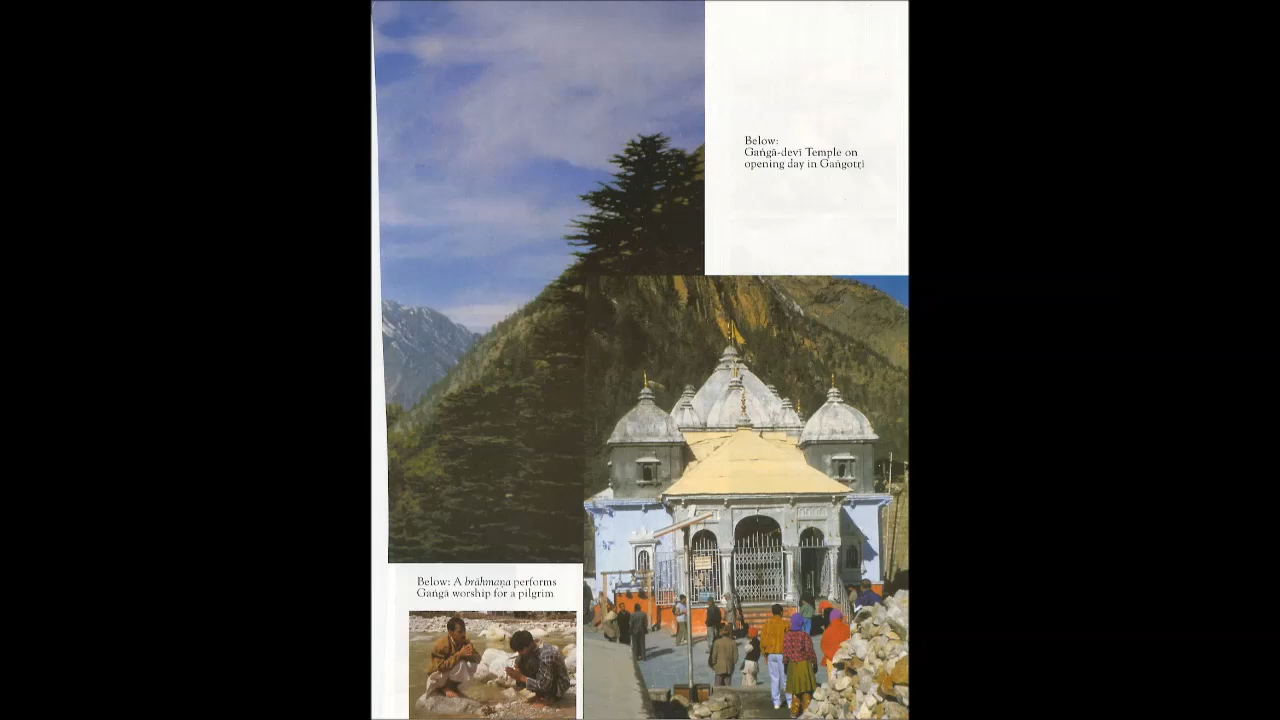 Below:
Gaṅgā-devī Temple on
opening day in Gaṅgotrī
Below: A brāhmaṇa performs
Gaṅgā worship for a pilgrim